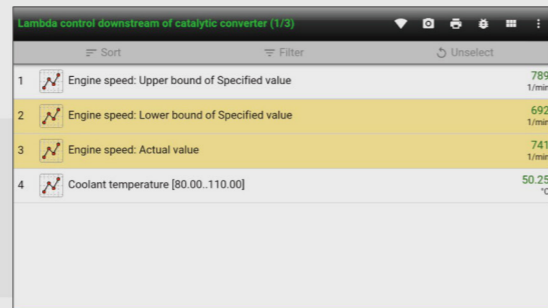 Lambda control downstream of catalytic converter (1/3)
Sort Filter Unselect
1 Engine speed: Upper bound of Specified value 789
1/min
2 Engine speed: Lower bound of Specified value 692
1/min
3 Engine speed: Actual value 741
1/min
4 Coolant temperature [80.00..110.00] 50.25
°C